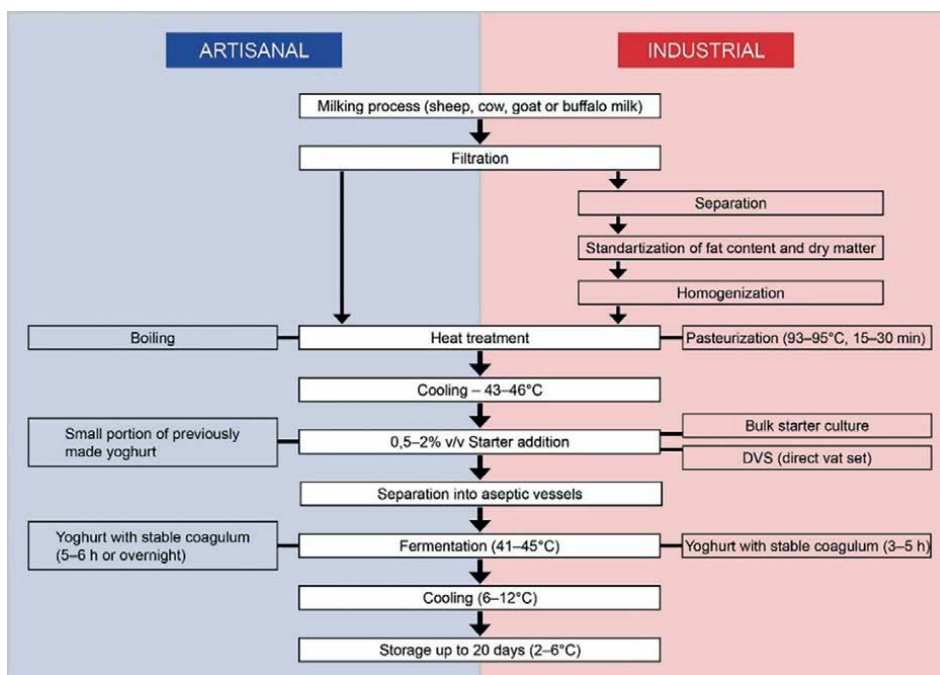 ARTISANAL
INDUSTRIAL
Milking process (sheep, cow, goat or buffalo milk)
Filtration
Separation
Standartization of fat content and dry matter
Homogenization
Boiling
Heat treatment
Pasteurization (93–95°C, 15–30 min)
Cooling – 43–46°C
Small portion of previously
made yoghurt
0,5–2% v/v Starter addition
Bulk starter culture
DVS (direct vat set)
Separation into aseptic vessels
Yoghurt with stable coagulum
(5–6 h or overnight)
Fermentation (41–45°C)
Yoghurt with stable coagulum (3–5 h)
Cooling (6–12°C)
Storage up to 20 days (2–6°C)